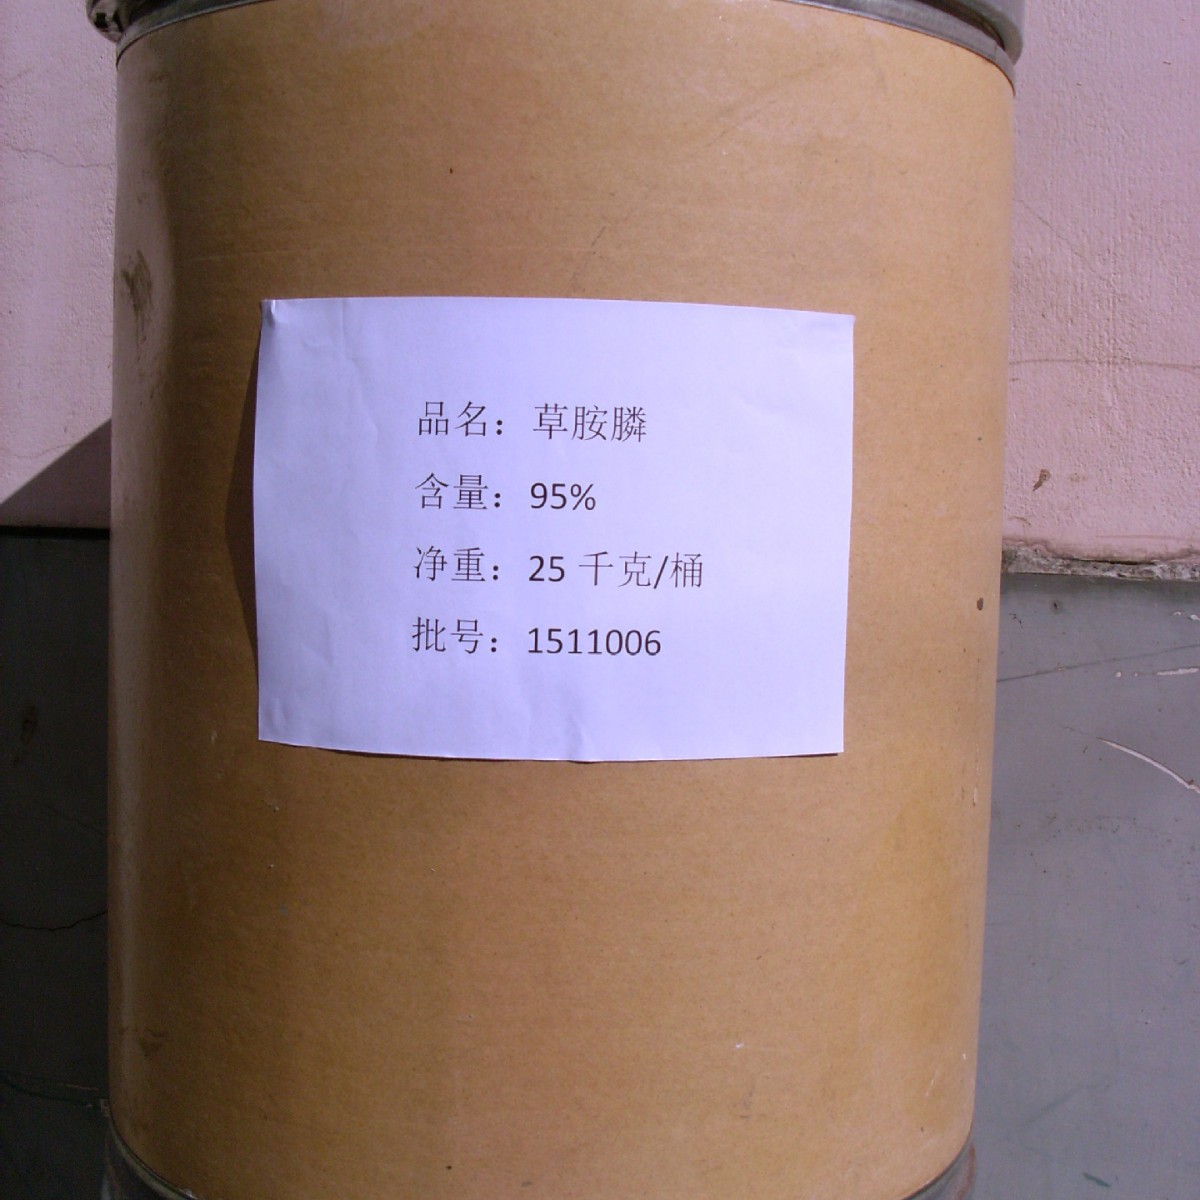 品名：草胺膦
含量：95%
净重：25 千克/桶
批号：1511006